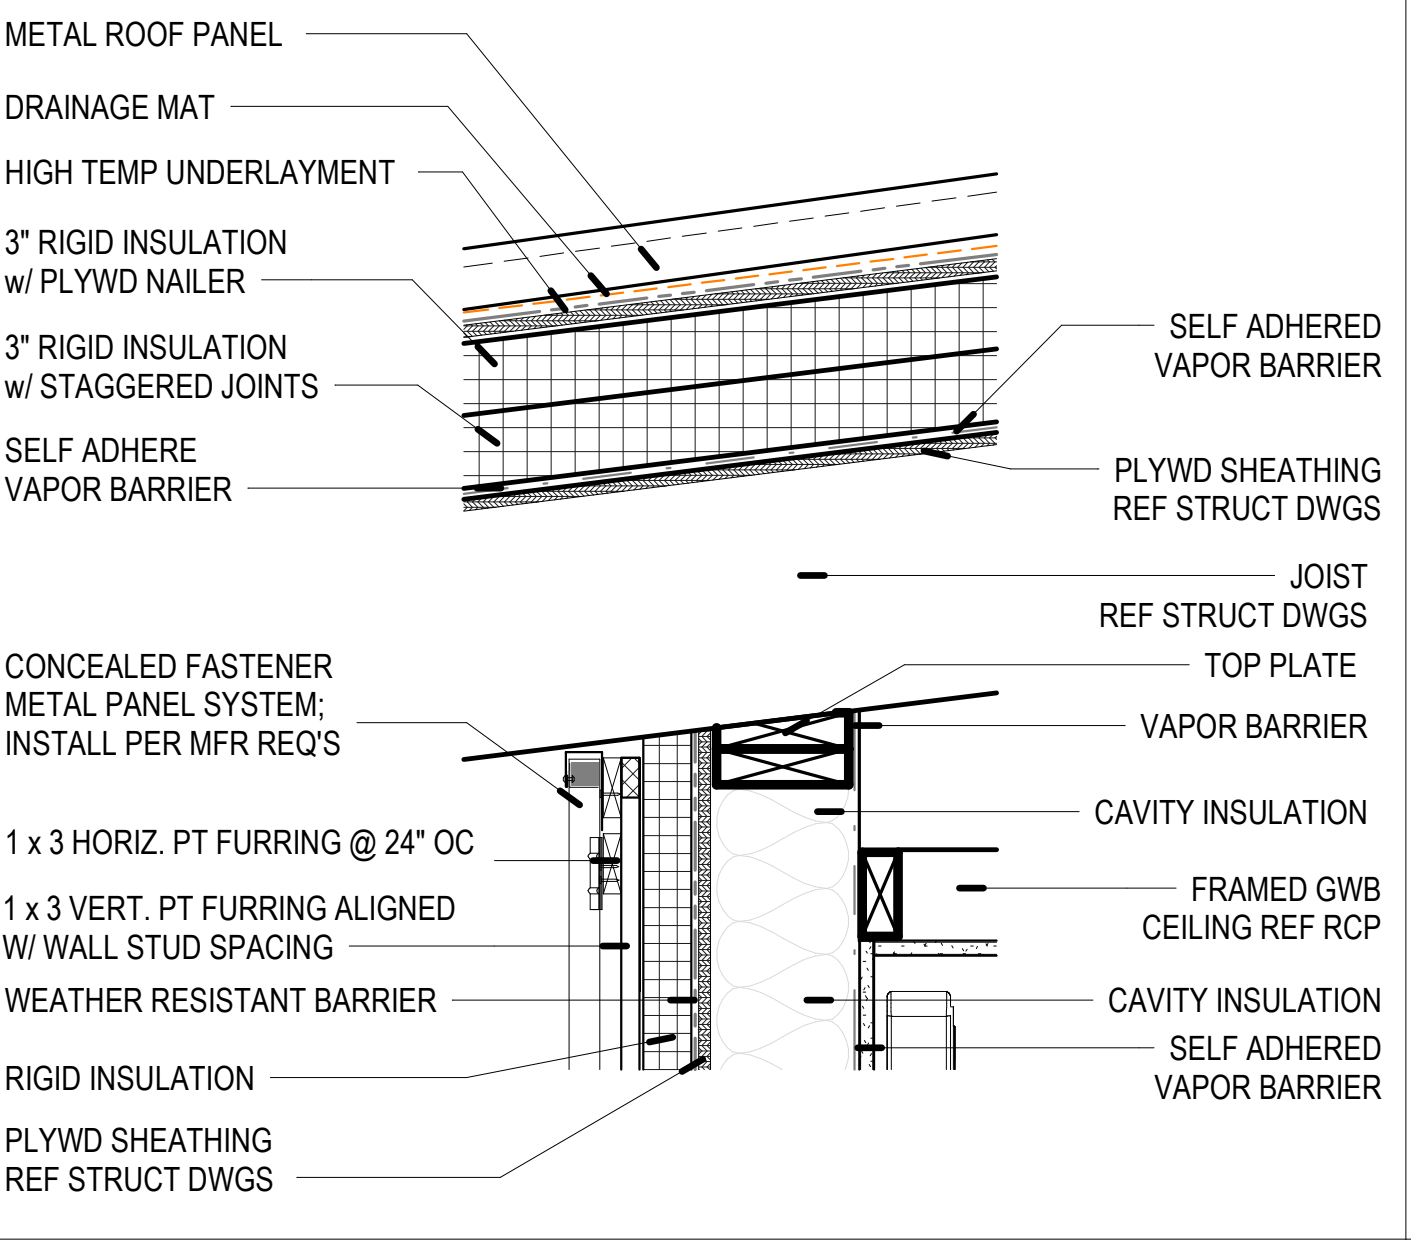 METAL ROOF PANEL
DRAINAGE MAT
HIGH TEMP UNDERLAYMENT
3" RIGID INSULATION
w/ PLYWD NAILER
3" RIGID INSULATION
w/ STAGGERED JOINTS
SELF ADHERE
VAPOR BARRIER
SELF ADHERED
VAPOR BARRIER
PLYWD SHEATHING
REF STRUCT DWGS
JOIST
REF STRUCT DWGS
CONCEALED FASTENER
METAL PANEL SYSTEM;
INSTALL PER MFR REQ'S
1 x 3 HORIZ. PT FURRING @ 24" OC
1 x 3 VERT. PT FURRING ALIGNED
W/ WALL STUD SPACING
WEATHER RESISTANT BARRIER
RIGID INSULATION
PLYWD SHEATHING
REF STRUCT DWGS
TOP PLATE
VAPOR BARRIER
CAVITY INSULATION
FRAMED GWB
CEILING REF RCP
CAVITY INSULATION
SELF ADHERED
VAPOR BARRIER